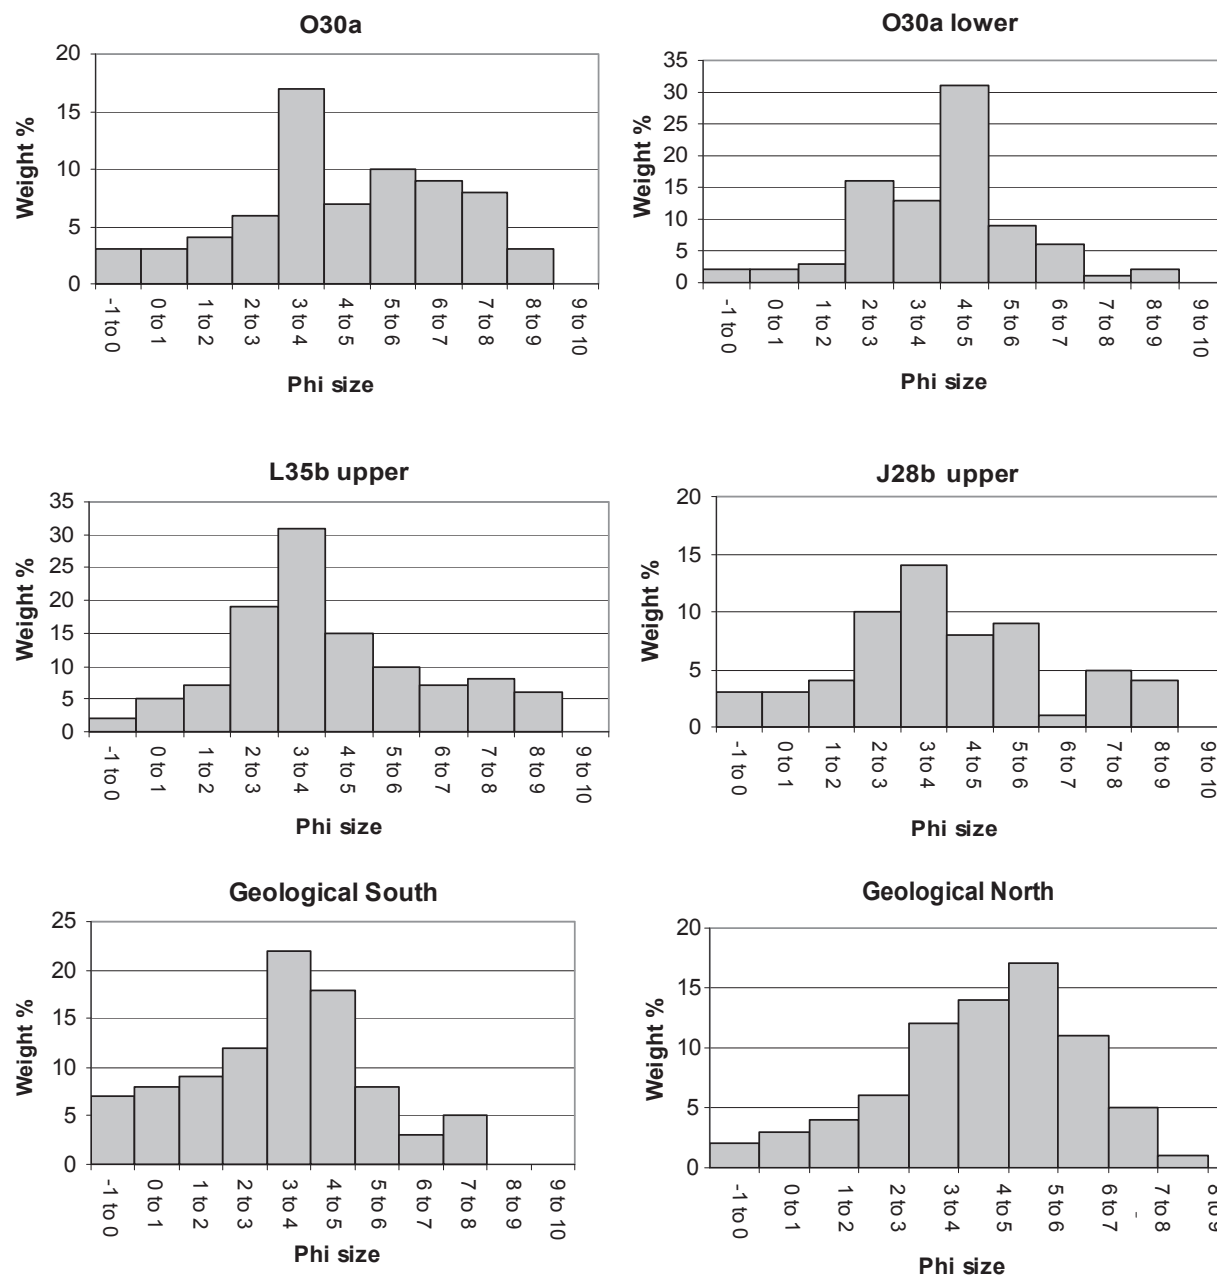 O30a
20
15
10
5
0
Weight %
-1 to 0
0 to 1
1 to 2
2 to 3
3 to 4
4 to 5
5 to 6
6 to 7
7 to 8
8 to 9
9 to 10
Phi size
O30a lower
35
30
25
20
15
10
5
0
Weight %
-1 to 0
0 to 1
1 to 2
2 to 3
3 to 4
4 to 5
5 to 6
6 to 7
7 to 8
8 to 9
9 to 10
Phi size
L35b upper
35
30
25
20
15
10
5
0
Weight %
-1 to 0
0 to 1
1 to 2
2 to 3
3 to 4
4 to 5
5 to 6
6 to 7
7 to 8
8 to 9
9 to 10
Phi size
J28b upper
20
15
10
5
0
Weight %
-1 to 0
0 to 1
1 to 2
2 to 3
3 to 4
4 to 5
5 to 6
6 to 7
7 to 8
8 to 9
9 to 10
Phi size
Geological South
25
20
15
10
5
0
Weight %
-1 to 0
0 to 1
1 to 2
2 to 3
3 to 4
4 to 5
5 to 6
6 to 7
7 to 8
8 to 9
9 to 10
Phi size
Geological North
20
15
10
5
0
Weight %
-1 to 0
0 to 1
1 to 2
2 to 3
3 to 4
4 to 5
5 to 6
6 to 7
7 to 8
8 to 9
Phi size